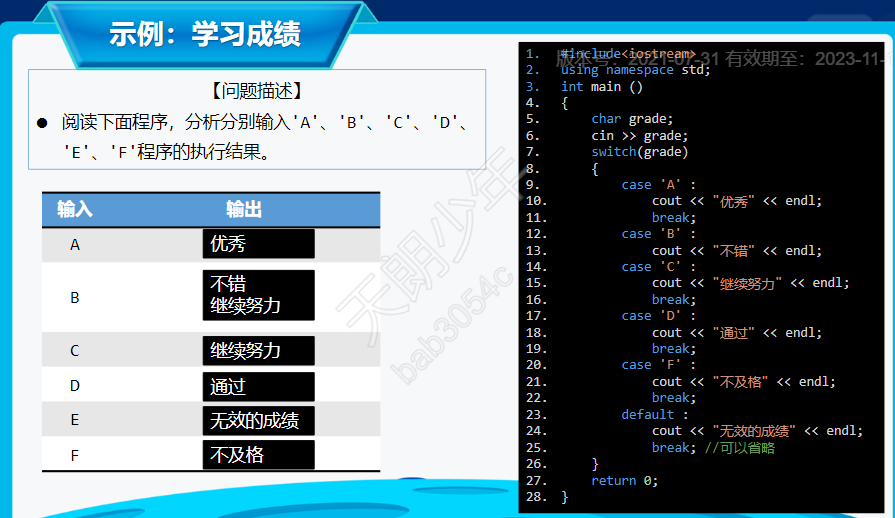 示例：学习成绩
【问题描述】
● 阅读下面程序，分析分别输入'A'、'B'、'C'、'D'、
'E'、'F'程序的执行结果。
输入 输出
A 优秀
B 不错
继续努力
C 继续努力
D 通过
E 无效的成绩
F 不及格
版本号：2021-07-31 有效期至：2023-11-
1. #include<iostream>
2. using namespace std;
3. int main ()
4. {
5. char grade;
6. cin >> grade;
7. switch(grade)
8. {
9. case 'A' :
10. cout << "优秀" << endl;
11. break;
12. case 'B' :
13. cout << "不错" << endl;
14. case 'C' :
15. cout << "继续努力" << endl;
16. break;
17. case 'D' :
18. cout << "通过" << endl;
19. break;
20. case 'F' :
21. cout << "不及格" << endl;
22. break;
23. default :
24. cout << "无效的成绩" << endl;
25. break; //可以省略
26. }
27. return 0;
28. }
天朗少年
bab3054c